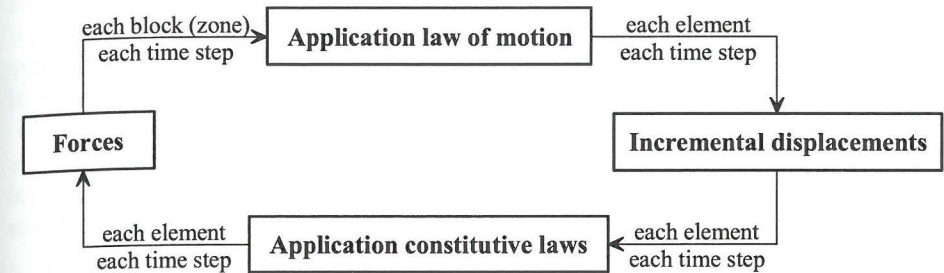 each block (zone)
each time step
Application law of motion
each element
each time step
Forces
Incremental displacements
each element
each time step
Application constitutive laws
each element
each time step